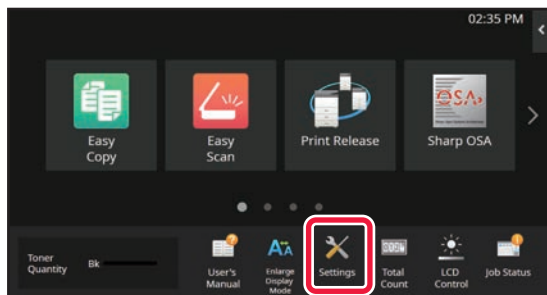 02:35 PM
OSA
Easy
Copy
Easy
Scan
Print Release
Sharp OSA
Toner
Quantity
Bk
User's
Manual
Enlarge
Display
Mode
Settings
Total
Count
LCD
Control
Job Status